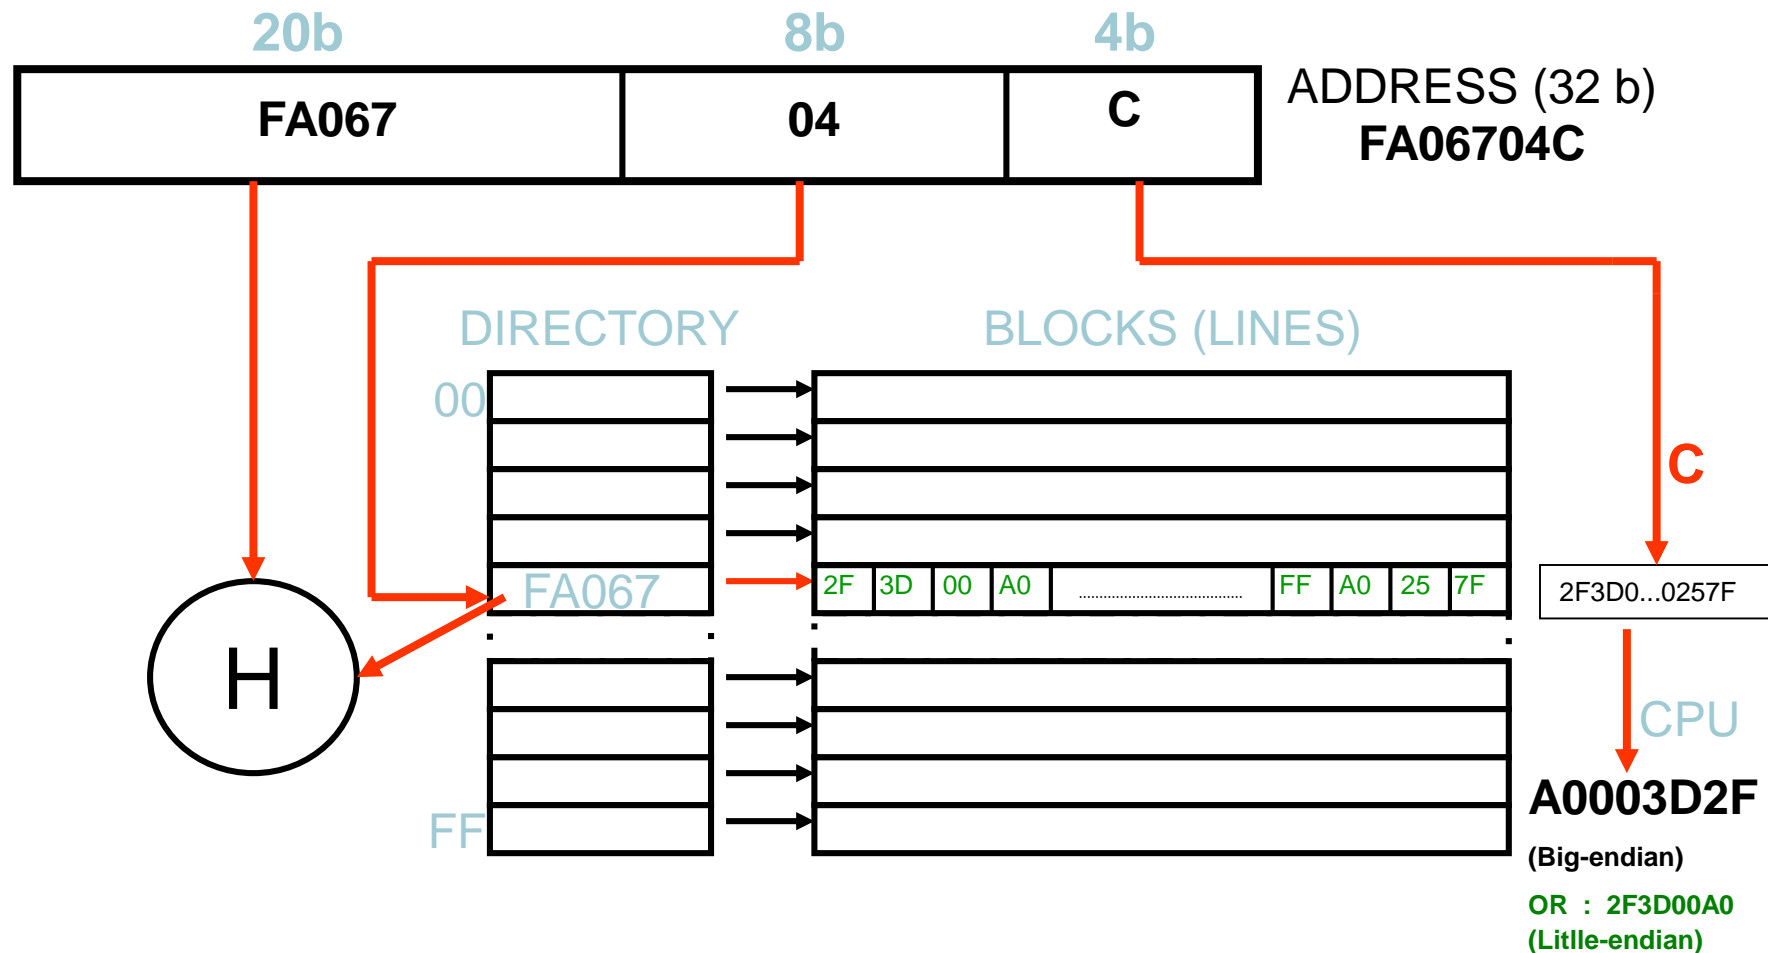 20b 8b 4b
FA067 04 C
ADDRESS (32 b)
FA06704C
DIRECTORY BLOCKS (LINES)
00
C
FA067 2F 3D 00 A0 ........................................ FF A0 25 7F
2F3D0...0257F
H
CPU
A0003D2F
FF
(Big-endian)
OR : 2F3D00A0
(Litlle-endian)